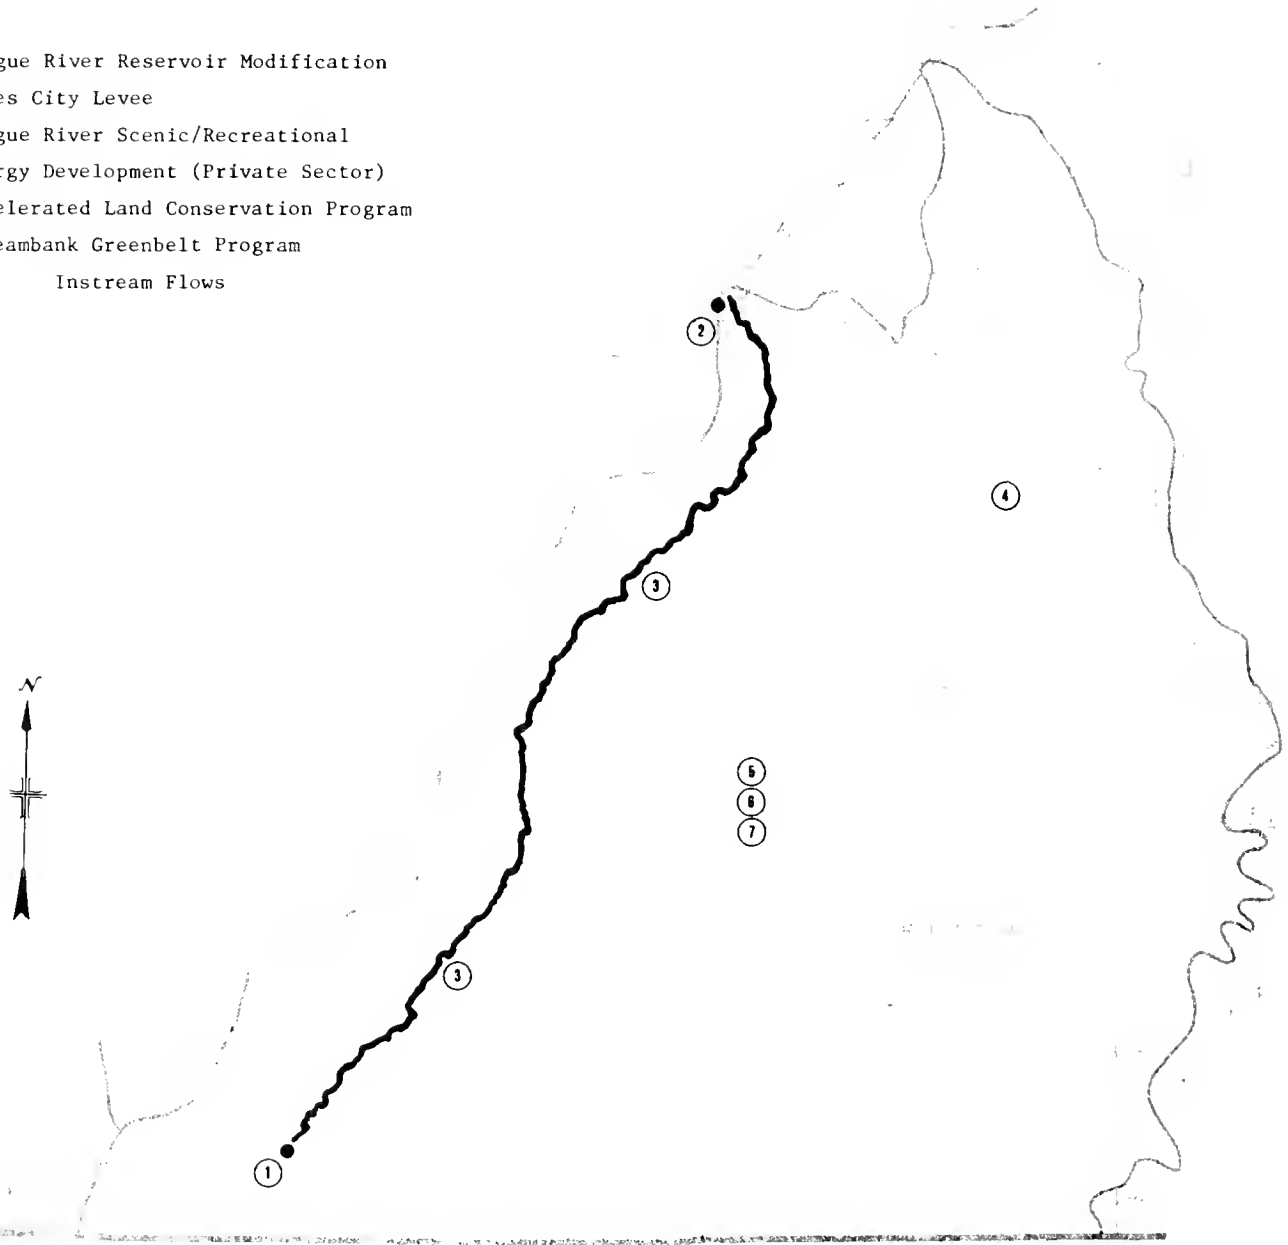 gue River Reservoir Modification
es City Levee
gue River Scenic/Recreational
rgy Development (Private Sector)
elerated Land Conservation Program
eambank Greenbelt Program
Instream Flows
2
4
3
N
5
6
7
3
1